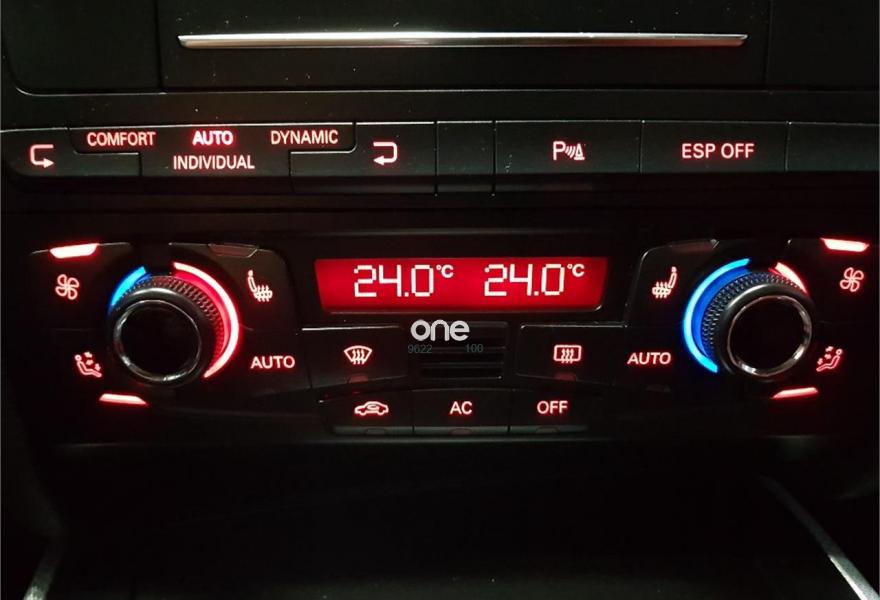 COMFORT AUTO DYNAMIC
INDIVIDUAL
P ESP OFF
24.0°C 24.0°C
one
9622 100
AUTO AUTO
AC OFF